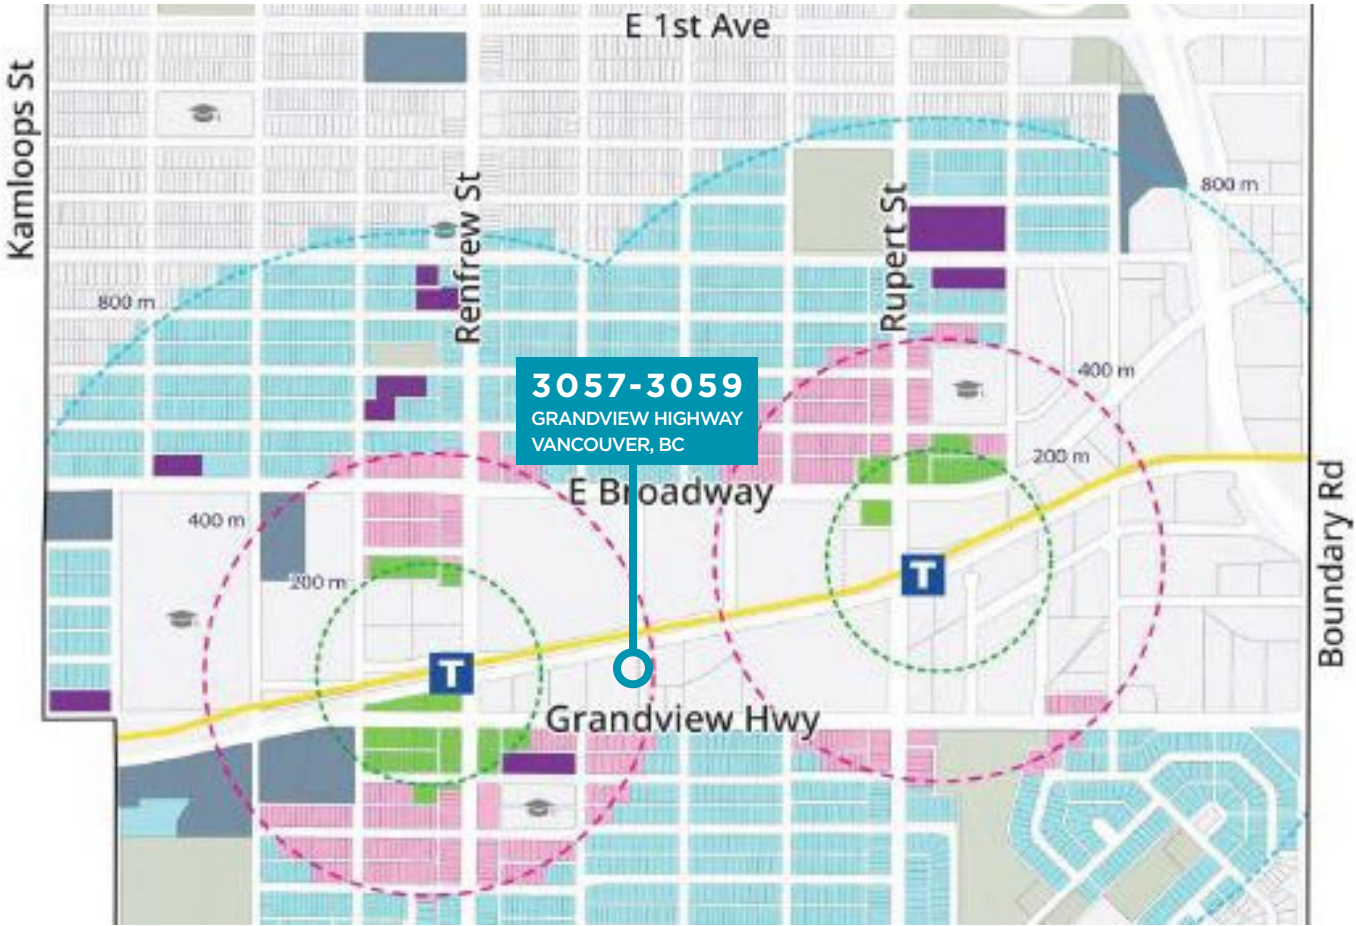 E 1st Ave
Kamloops St
Renfrew St
Rupert St
800 m
800 m
400 m
3057-3059
GRANDVIEW HIGHWAY
VANCOUVER, BC
200 m
E Broadway
400 m
200 m
T
T
Grandview Hwy
Boundary Rd